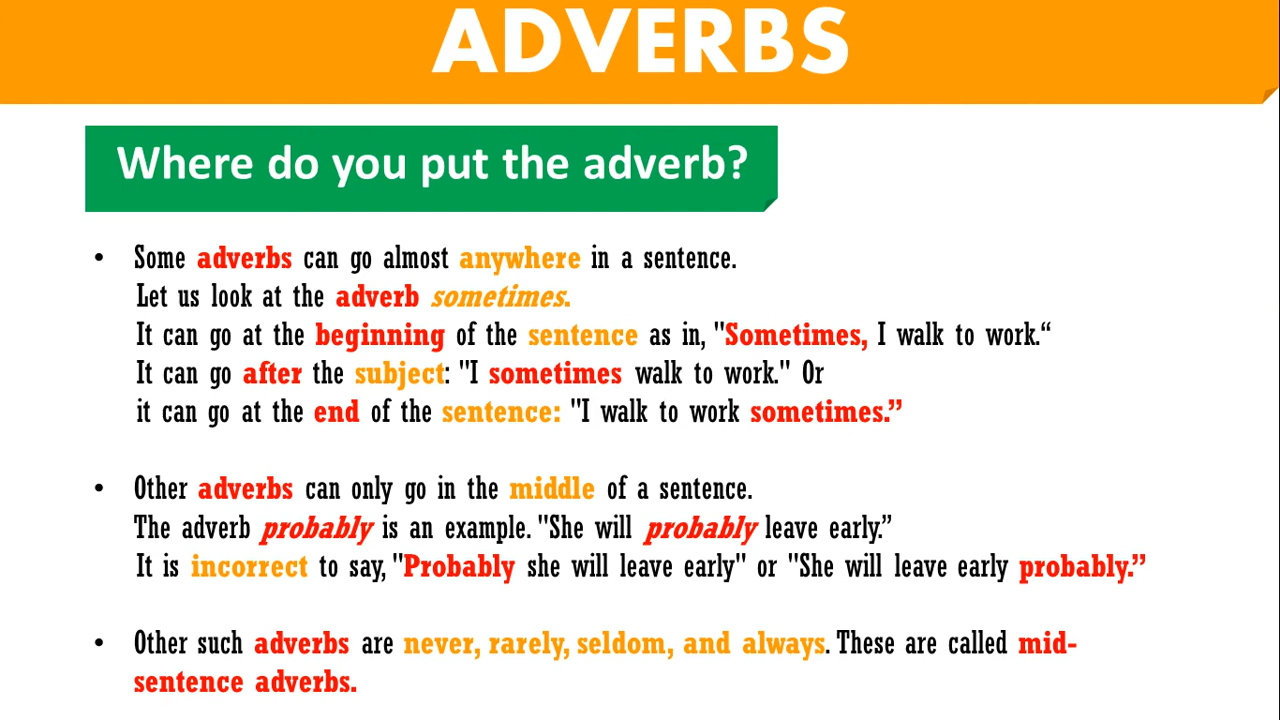 ADVERBS
Where do you put the adverb?
• Some adverbs can go almost anywhere in a sentence.
Let us look at the adverb sometimes.
It can go at the beginning of the sentence as in, "Sometimes, I walk to work.“
It can go after the subject: "I sometimes walk to work." Or
it can go at the end of the sentence: "I walk to work sometimes.”
• Other adverbs can only go in the middle of a sentence.
The adverb probably is an example. "She will probably leave early.”
It is incorrect to say, "Probably she will leave early" or "She will leave early probably.”
• Other such adverbs are never, rarely, seldom, and always. These are called mid-
sentence adverbs.